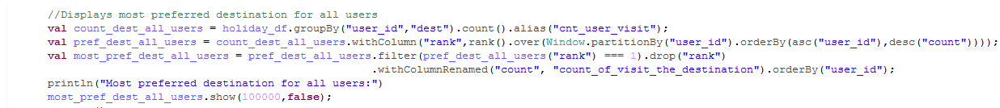 //Displays most preferred destination for all users
val count_dest_all_users = holiday_df.groupBy("user_id","dest").count().alias("cnt_user_visit");
val pref_dest_all_users = count_dest_all_users.withColumn("rank",rank().over(Window.partitionBy("user_id").orderBy(asc("user_id"),desc("count"))));
val most_pref_dest_all_users = pref_dest_all_users.filter(pref_dest_all_users("rank") === 1).drop("rank")
.withColumnRenamed("count", "count_of_visit_the_destination").orderBy("user_id");
println("Most preferred destination for all users:")
most_pref_dest_all_users.show(100000,false);